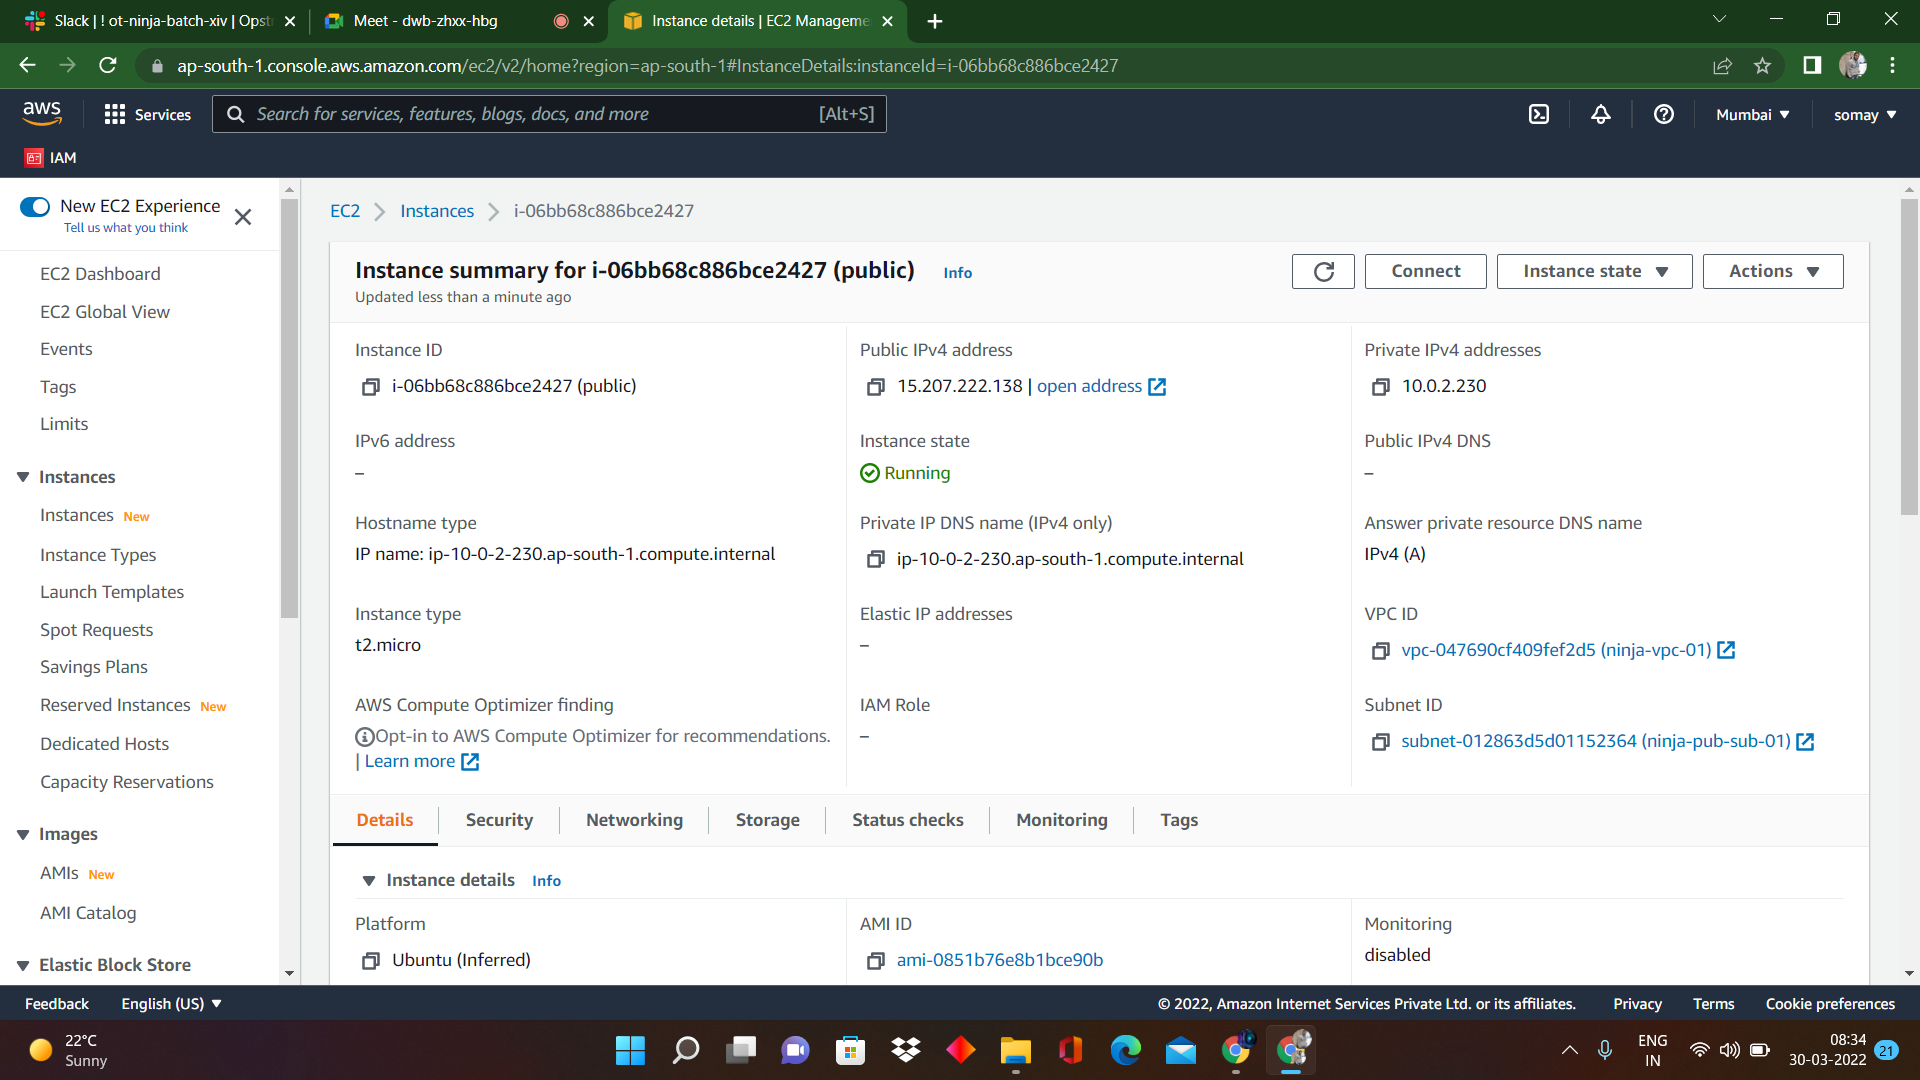 Slack | ! ot-ninja-batch-xiv | Opst
Meet - dwb-zhxx-hbg
Instance details | EC2 Manageme
ap-south-1.console.aws.amazon.com/ec2/v2/home?region=ap-south-1#InstanceDetails:instanceId=i-06bb68c886bce2427
aws
Services
Search for services, features, blogs, docs, and more
[Alt+S]
Mumbai ▼
somay ▼
IAM
New EC2 Experience
Tell us what you think
EC2 Dashboard
EC2 Global View
Events
Tags
Limits
Instances
Instances New
Instance Types
Launch Templates
Spot Requests
Savings Plans
Reserved Instances New
Dedicated Hosts
Capacity Reservations
Images
AMIs New
AMI Catalog
Elastic Block Store
EC2 > Instances > i-06bb68c886bce2427
Instance summary for i-06bb68c886bce2427 (public) Info
Updated less than a minute ago
Connect
Instance state ▼
Actions ▼
Instance ID
i-06bb68c886bce2427 (public)
Public IPv4 address
15.207.222.138 | open address
Private IPv4 addresses
10.0.2.230
IPv6 address
–
Instance state
Running
Public IPv4 DNS
–
Hostname type
IP name: ip-10-0-2-230.ap-south-1.compute.internal
Private IP DNS name (IPv4 only)
ip-10-0-2-230.ap-south-1.compute.internal
Answer private resource DNS name
IPv4 (A)
Instance type
t2.micro
Elastic IP addresses
–
VPC ID
vpc-047690cf409fef2d5 (ninja-vpc-01)
AWS Compute Optimizer finding
Opt-in to AWS Compute Optimizer for recommendations.
| Learn more
IAM Role
–
Subnet ID
subnet-012863d5d01152364 (ninja-pub-sub-01)
Details
Security
Networking
Storage
Status checks
Monitoring
Tags
Instance details Info
Platform
Ubuntu (Inferred)
AMI ID
ami-0851b76e8b1bce90b
Monitoring
disabled
Feedback
English (US) ▼
© 2022, Amazon Internet Services Private Ltd. or its affiliates.
Privacy
Terms
Cookie preferences
22°C
Sunny
ENG
IN
08:34
30-03-2022
21